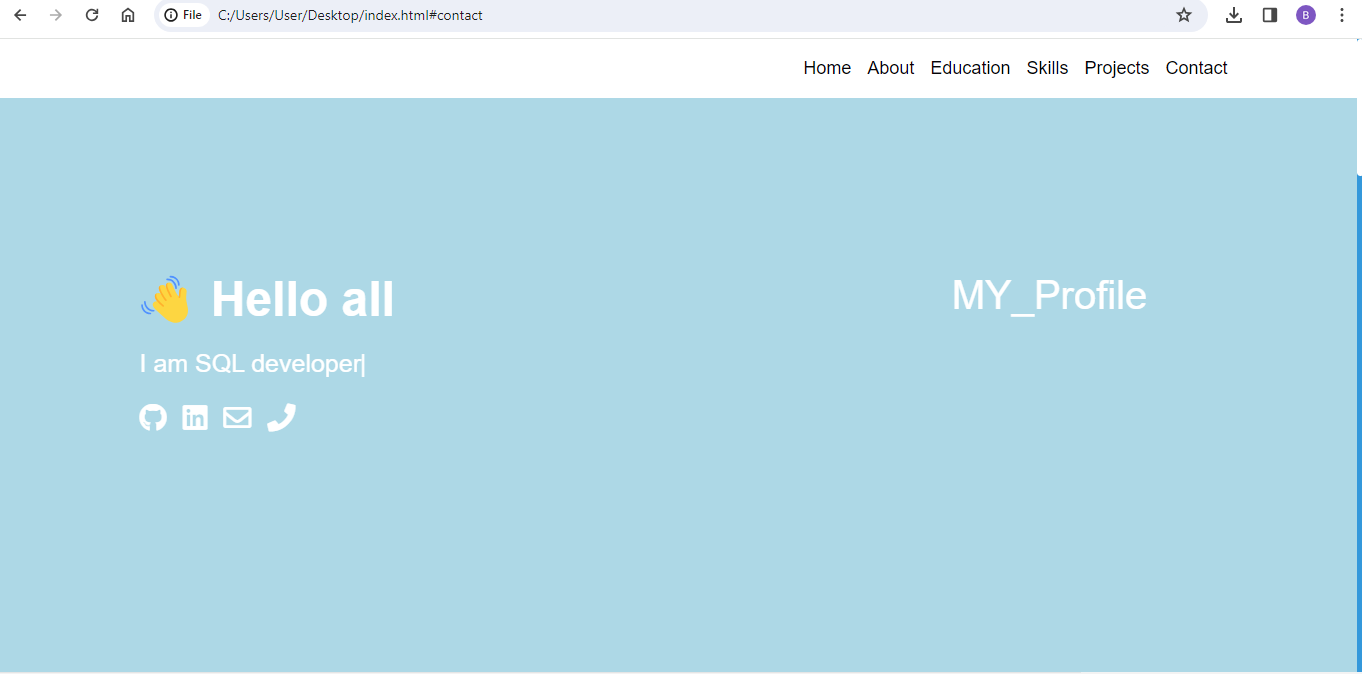 File C:/Users/User/Desktop/index.html#contact
B
Home About Education Skills Projects Contact
👋 Hello all
MY_Profile
I am SQL developer|
in